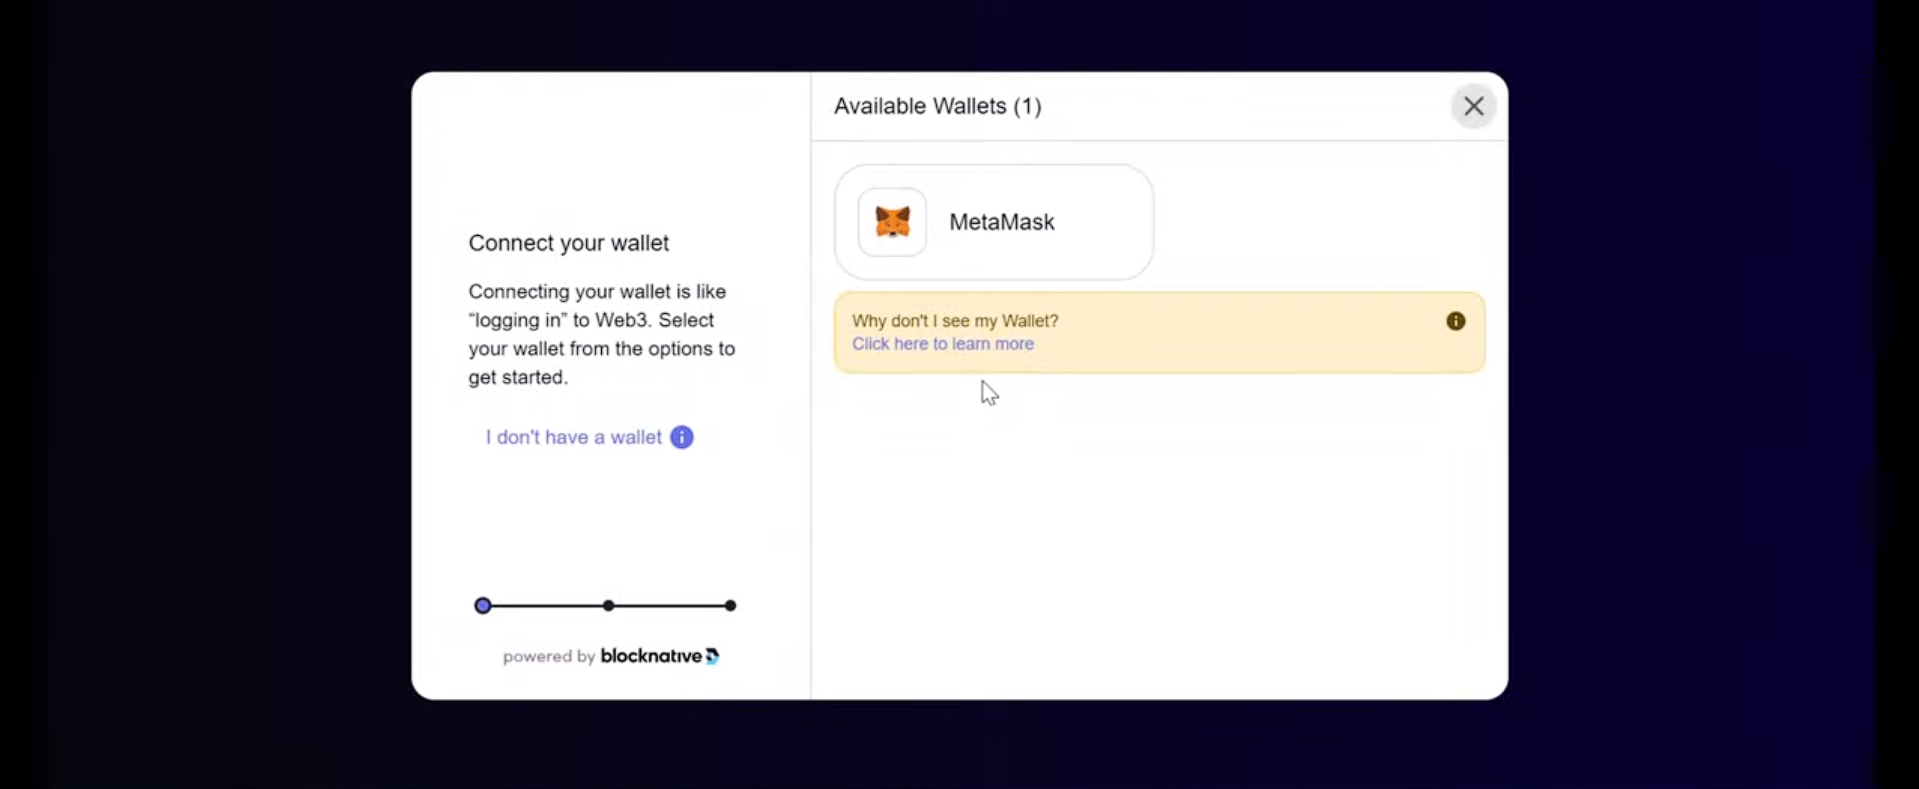 Connect your wallet
Connecting your wallet is like
“logging in” to Web3. Select
your wallet from the options to
get started.
I don't have a wallet
powered by blocknative
Available Wallets (1)
MetaMask
Why don't I see my Wallet?
Click here to learn more